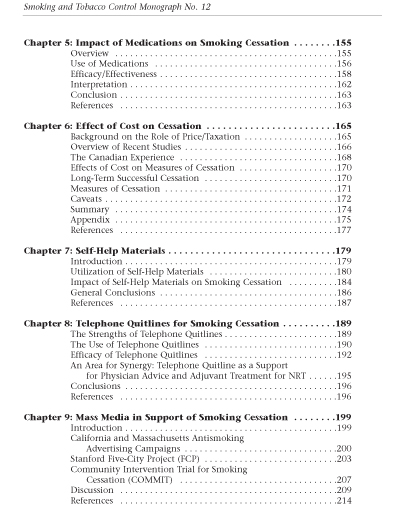 Smoking and Tobacco Control Monograph No. 12
Chapter 5: Impact of Medications on Smoking Cessation ........155
Overview ........155
Use of Medications ........156
Efficacy/Effectiveness ........158
Interpretation ........162
Conclusion ........163
References ........163
Chapter 6: Effect of Cost on Cessation ........165
Background on the Role of Price/Taxation ........165
Overview of Recent Studies ........166
The Canadian Experience ........168
Effects of Cost on Measures of Cessation ........170
Long-Term Successful Cessation ........170
Measures of Cessation ........171
Caveats ........172
Summary ........174
Appendix ........175
References ........177
Chapter 7: Self-Help Materials ........179
Introduction ........179
Utilization of Self-Help Materials ........180
Impact of Self-Help Materials on Smoking Cessation ........184
General Conclusions ........186
References ........187
Chapter 8: Telephone Quitlines for Smoking Cessation ........189
The Strengths of Telephone Quitlines ........189
The Use of Telephone Quitlines ........190
Efficacy of Telephone Quitlines ........192
An Area for Synergy: Telephone Quitline as a Support
for Physician Advice and Adjuvant Treatment for NRT ......195
Conclusions ........196
References ........196
Chapter 9: Mass Media in Support of Smoking Cessation ........199
Introduction ........199
California and Massachusetts Antismoking
Advertising Campaigns ........200
Stanford Five-City Project (FCP) ........203
Community Intervention Trial for Smoking
Cessation (COMMIT) ........207
Discussion ........209
References ........214